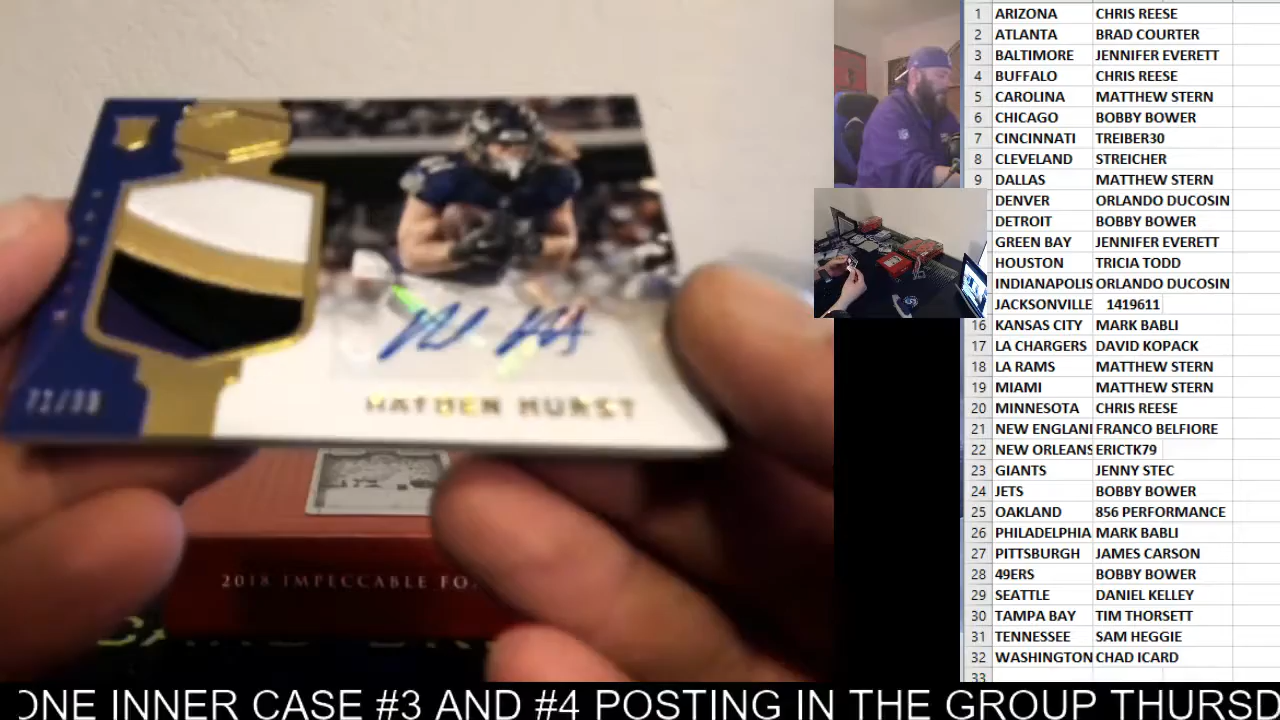 HAYDEN HURST
2018 IMPECCABLE FO
1 ARIZONA CHRIS REESE
2 ATLANTA BRAD COURTER
3 BALTIMORE JENNIFER EVERETT
4 BUFFALO CHRIS REESE
5 CAROLINA MATTHEW STERN
6 CHICAGO BOBBY BOWER
7 CINCINNATI TREIBER30
8 CLEVELAND STREICHER
9 DALLAS MATTHEW STERN
DENVER ORLANDO DUCOSIN
DETROIT BOBBY BOWER
GREEN BAY JENNIFER EVERETT
HOUSTON TRICIA TODD
INDIANAPOLIS ORLANDO DUCOSIN
JACKSONVILLE 1419611
16 KANSAS CITY MARK BABLI
17 LA CHARGERS DAVID KOPACK
18 LA RAMS MATTHEW STERN
19 MIAMI MATTHEW STERN
20 MINNESOTA CHRIS REESE
21 NEW ENGLAN FRANCO BELFIORE
22 NEW ORLEANS ERICTK79
23 GIANTS JENNY STEC
24 JETS BOBBY BOWER
25 OAKLAND 856 PERFORMANCE
26 PHILADELPHIA MARK BABLI
27 PITTSBURGH JAMES CARSON
28 49ERS BOBBY BOWER
29 SEATTLE DANIEL KELLEY
30 TAMPA BAY TIM THORSETT
31 TENNESSEE SAM HEGGIE
32 WASHINGTON CHAD ICARD
33
ONE INNER CASE #3 AND #4 POSTING IN THE GROUP THURSD